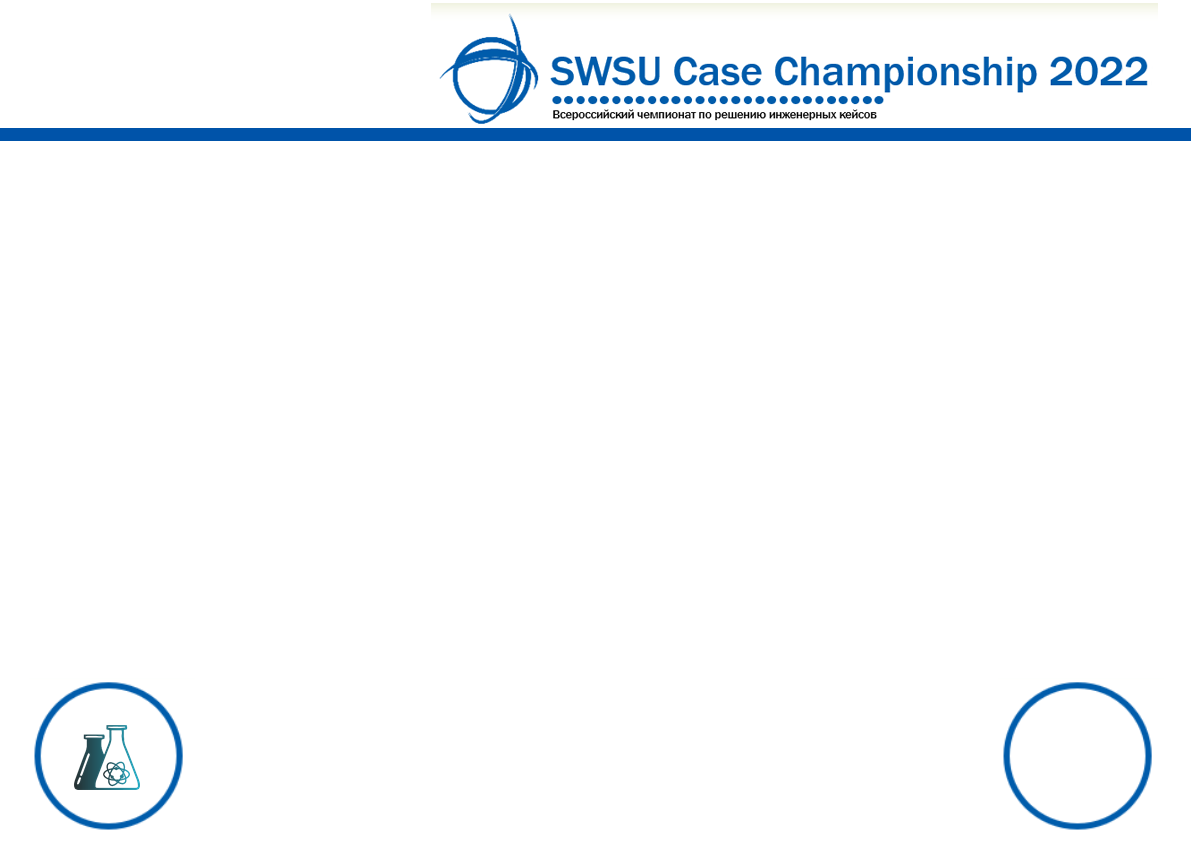 SWSU Case Championship 2022
Всероссийский чемпионат по решению инженерных кейсов